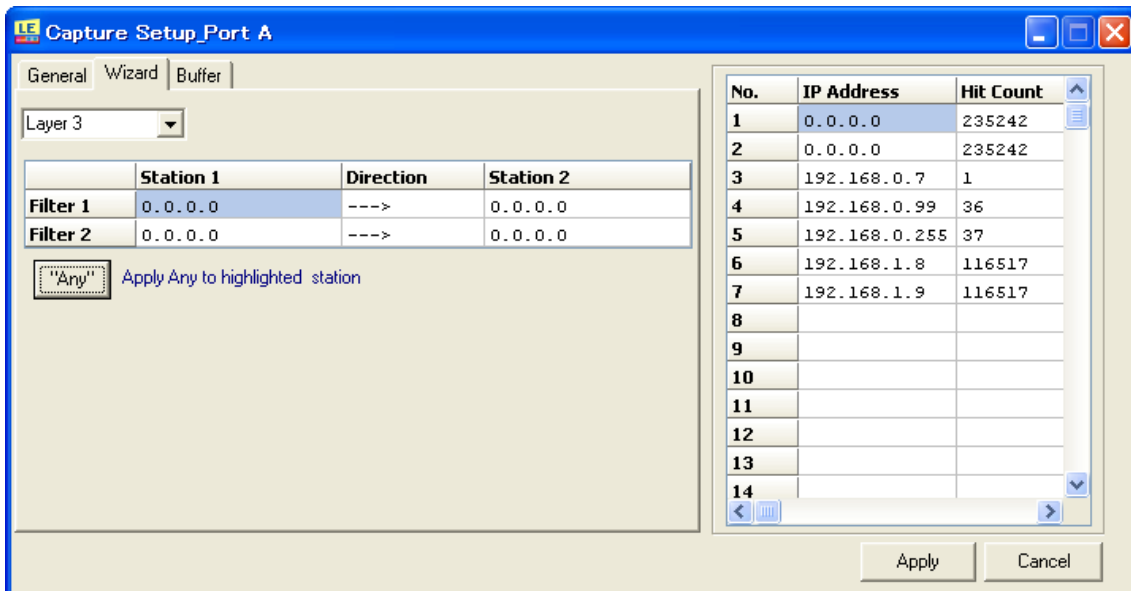 LE Capture Setup_Port A
General Wizard Buffer
Layer 3
Station 1 Direction Station 2
Filter 1 0.0.0.0 ---> 0.0.0.0
Filter 2 0.0.0.0 ---> 0.0.0.0
"Any" Apply Any to highlighted station
No. IP Address Hit Count
1 0.0.0.0 235242
2 0.0.0.0 235242
3 192.168.0.7 1
4 192.168.0.99 36
5 192.168.0.255 37
6 192.168.1.8 116517
7 192.168.1.9 116517
8
9
10
11
12
13
14
Apply Cancel